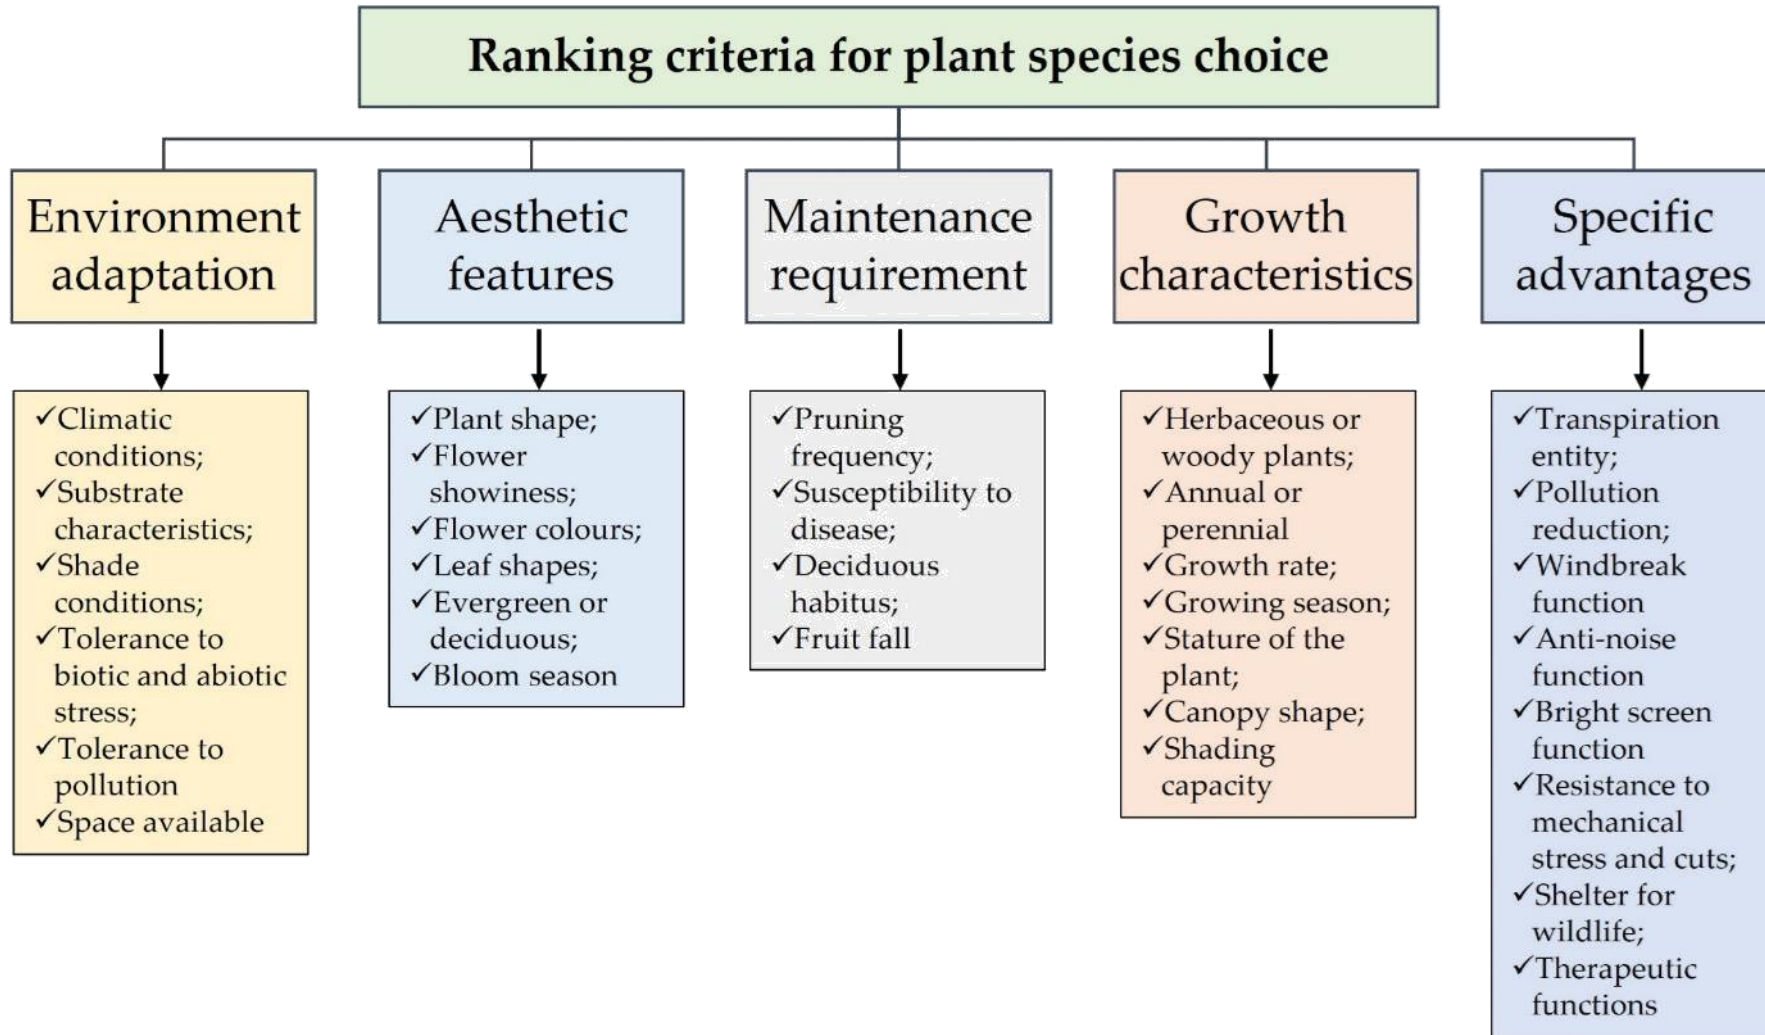 Ranking criteria for plant species choice
Environment
adaptation
✓Climatic
conditions;
✓Substrate
characteristics;
✓Shade
conditions;
✓Tolerance to
biotic and abiotic
stress;
✓Tolerance to
pollution
✓Space available
Aesthetic
features
✓Plant shape;
✓Flower
showiness;
✓Flower colours;
✓Leaf shapes;
✓Evergreen or
deciduous;
✓Bloom season
Maintenance
requirement
✓Pruning
frequency;
✓Susceptibility to
disease;
✓Deciduous
habitus;
✓Fruit fall
Growth
characteristics
✓Herbaceous or
woody plants;
✓Annual or
perennial
✓Growth rate;
✓Growing season;
✓Stature of the
plant;
✓Canopy shape;
✓Shading
capacity
Specific
advantages
✓Transpiration
entity;
✓Pollution
reduction;
✓Windbreak
function
✓Anti-noise
function
✓Bright screen
function
✓Resistance to
mechanical
stress and cuts;
✓Shelter for
wildlife;
✓Therapeutic
functions